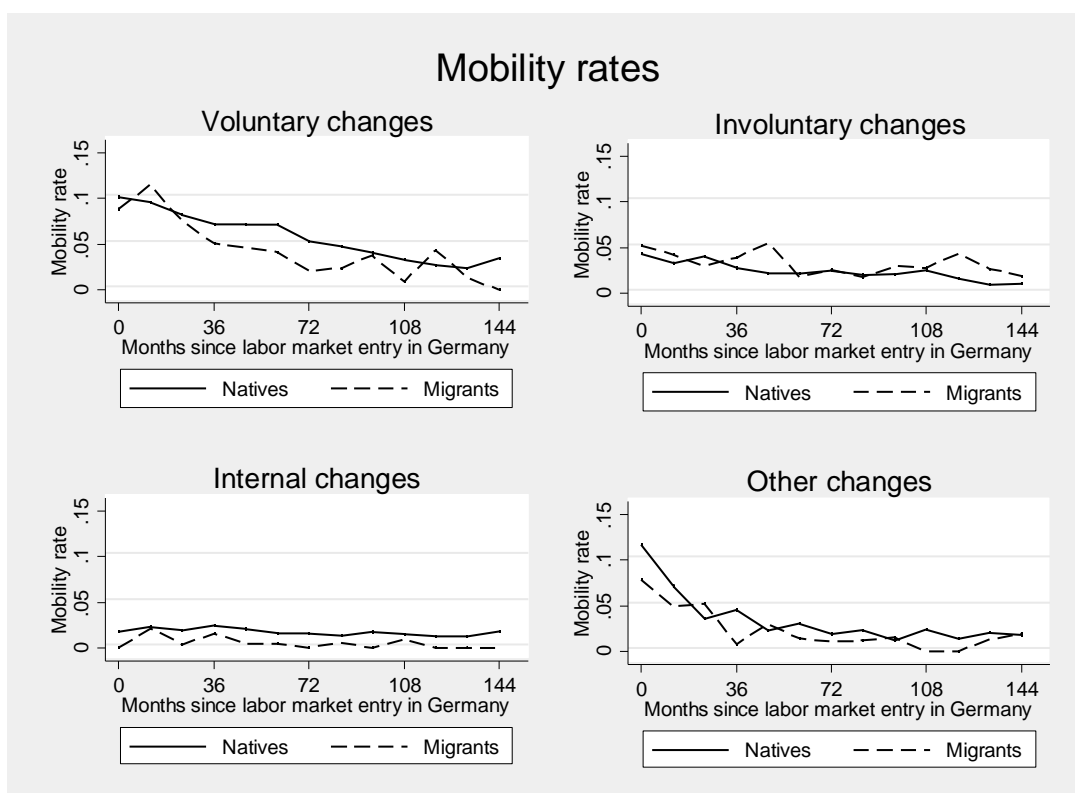 Mobility rates
Voluntary changes
Mobility rate
0 .05 .1 .15
0 36 72 108 144
Months since labor market entry in Germany
Natives Migrants
Involuntary changes
Mobility rate
0 .05 .1 .15
0 36 72 108 144
Months since labor market entry in Germany
Natives Migrants
Internal changes
Mobility rate
0 .05 .1 .15
0 36 72 108 144
Months since labor market entry in Germany
Natives Migrants
Other changes
Mobility rate
0 .05 .1 .15
0 36 72 108 144
Months since labor market entry in Germany
Natives Migrants